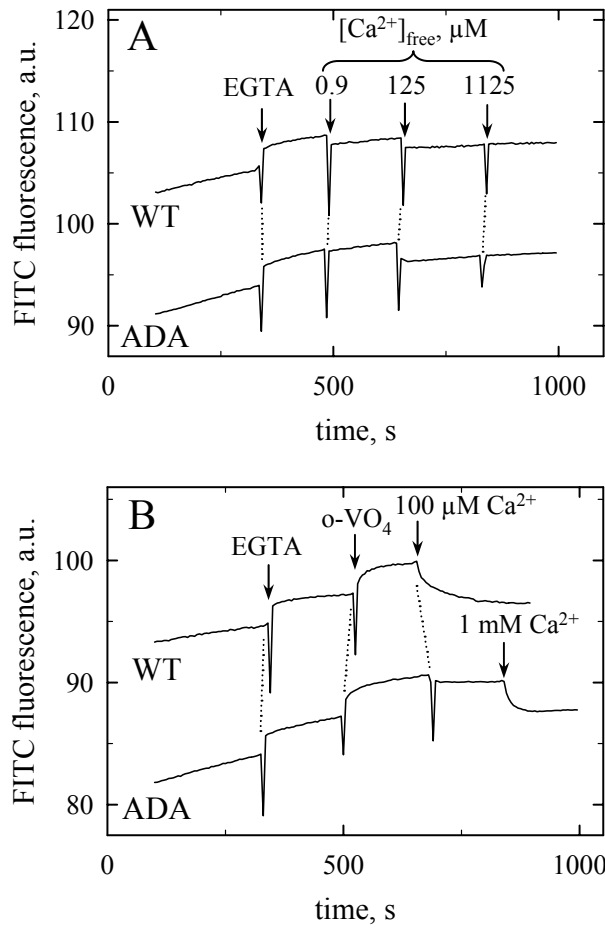 A
[Ca²⁺]free, µM
EGTA 0.9 125 1125
120
110
100
90
WT
ADA
FITC fluorescence, a.u.
0 500 1000
time, s
B
o-VO₄ 100 µM Ca²⁺
EGTA
1 mM Ca²⁺
100
90
80
WT
ADA
FITC fluorescence, a.u.
0 500 1000
time, s